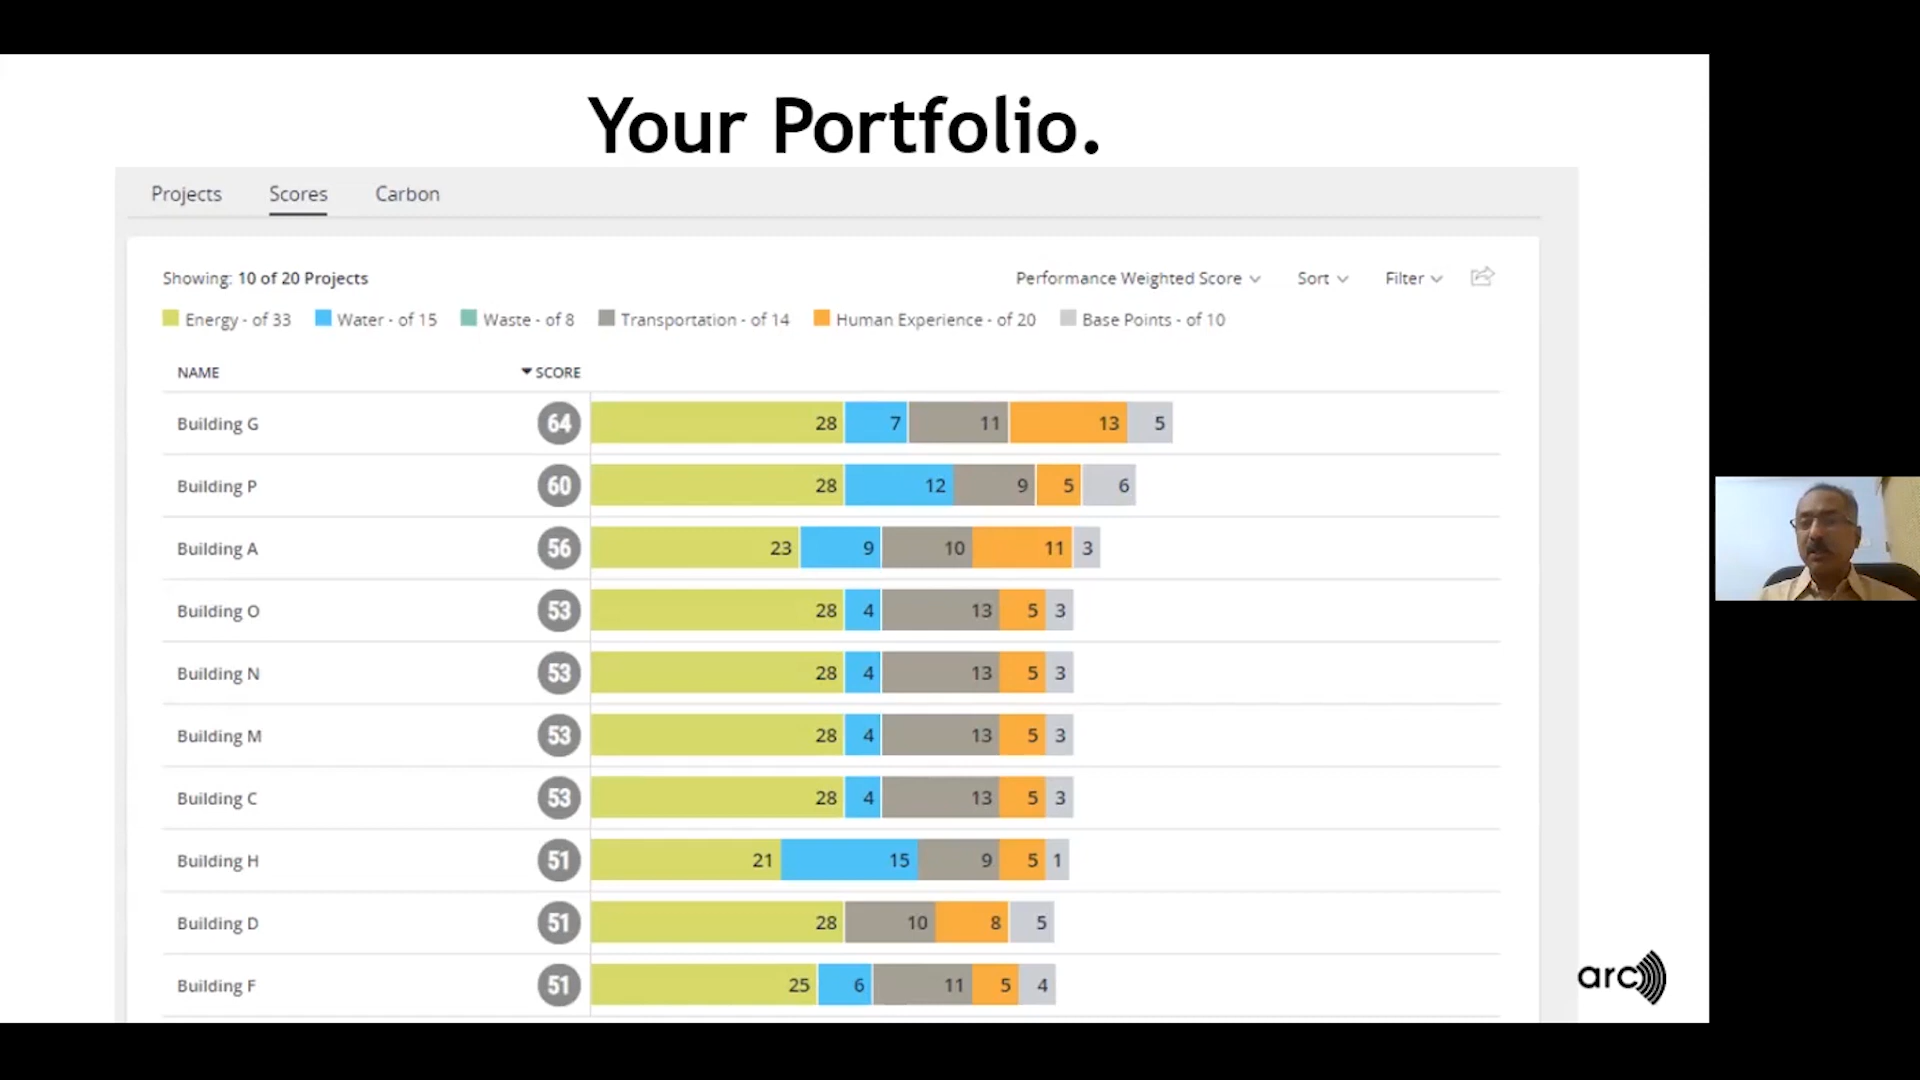 Your Portfolio.
Projects Scores Carbon
Showing: 10 of 20 Projects Performance Weighted Score Sort Filter
Energy - of 33 Water - of 15 Waste - of 8 Transportation - of 14 Human Experience - of 20 Base Points - of 10
NAME SCORE
Building G 64 28 7 11 13 5
Building P 60 28 12 9 5 6
Building A 56 23 9 10 11 3
Building O 53 28 4 13 5 3
Building N 53 28 4 13 5 3
Building M 53 28 4 13 5 3
Building C 53 28 4 13 5 3
Building H 51 21 15 9 5 1
Building D 51 28 10 8 5
Building F 51 25 6 11 5 4
arc